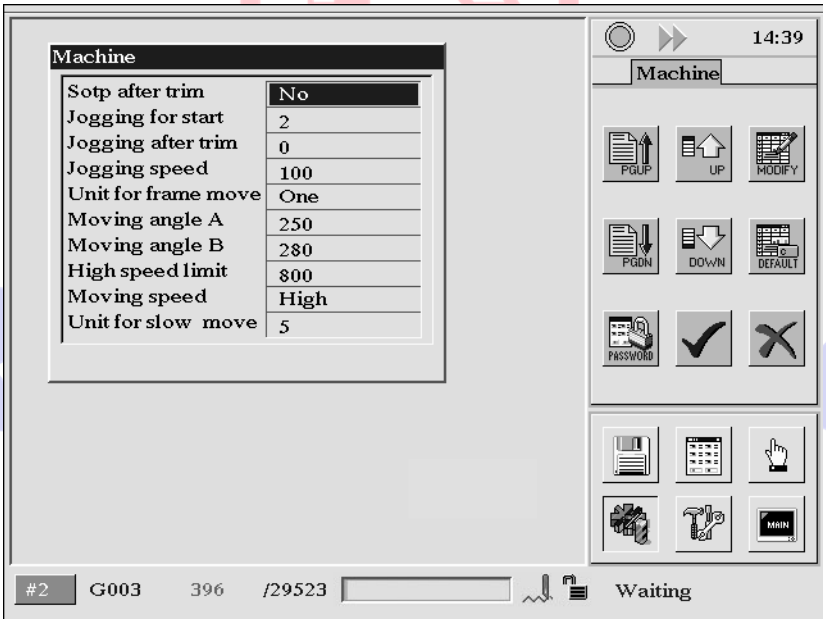 14:39
Machine
Machine
Sotp after trim No
Jogging for start 2
Jogging after trim 0
Jogging speed 100
Unit for frame move One
Moving angle A 250
Moving angle B 280
High speed limit 800
Moving speed High
Unit for slow move 5
PGUP UP MODIFY
PGDN DOWN DEFAULT
PASSWORD
MAIN
#2 G003 396 /29523 Waiting